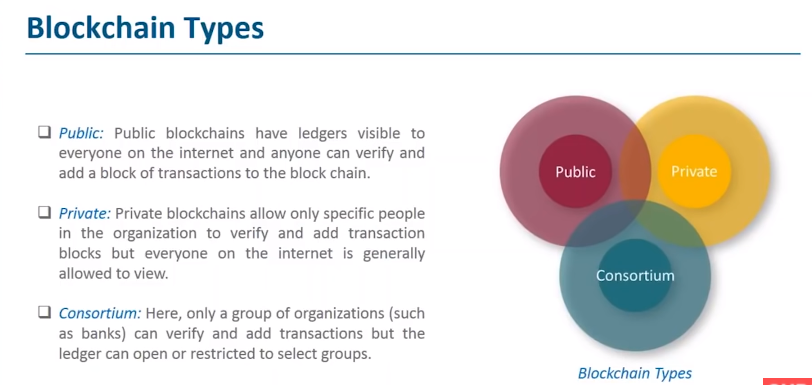 Blockchain Types
Public: Public blockchains have ledgers visible to
everyone on the internet and anyone can verify and
add a block of transactions to the block chain.
Private: Private blockchains allow only specific people
in the organization to verify and add transaction
blocks but everyone on the internet is generally
allowed to view.
Consortium: Here, only a group of organizations (such
as banks) can verify and add transactions but the
ledger can open or restricted to select groups.
Public
Private
Consortium
Blockchain Types